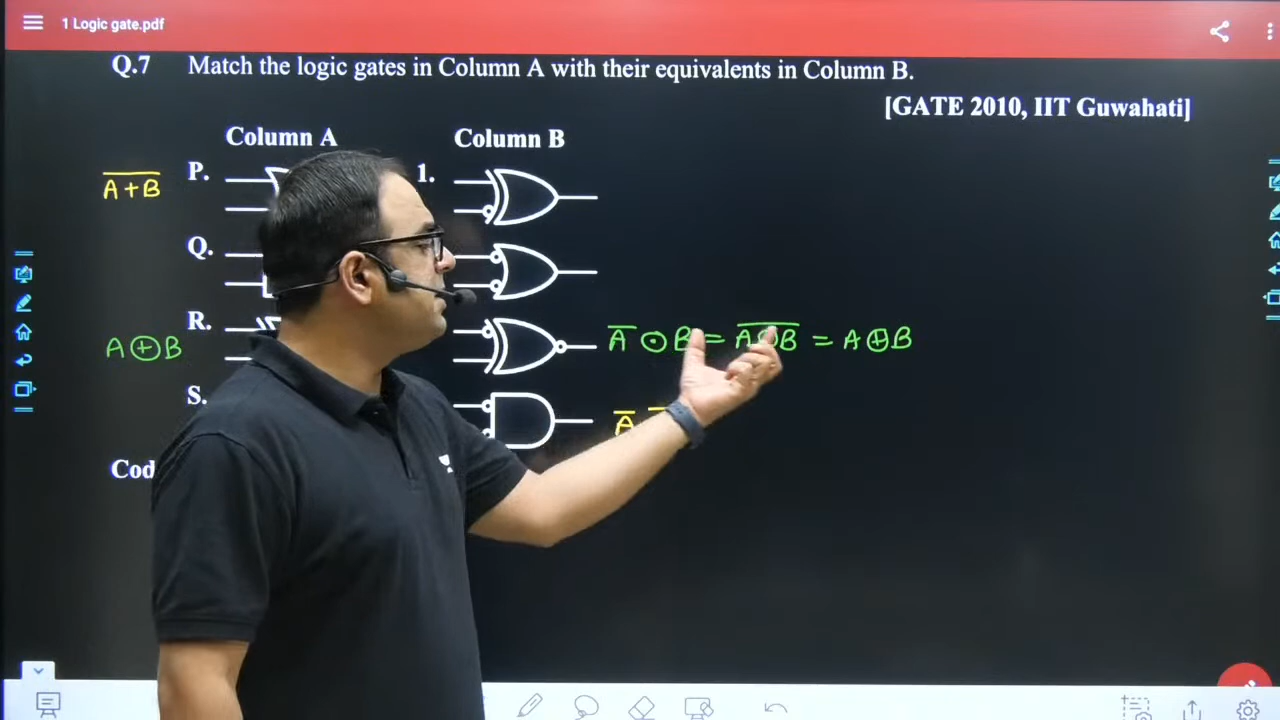 1 Logic gate.pdf
Q.7 Match the logic gates in Column A with their equivalents in Column B.
[GATE 2010, IIT Guwahati]
Column A Column B
P. 1.
A̅+̅B̅
Q.
R.
A⊕B
A̅ ⊙ B = A̅⊙̅B̅ = A⊕B
S.
A̅
Cod